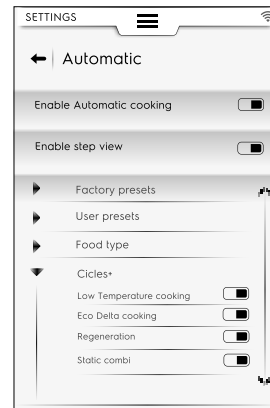 SETTINGS
Automatic
Enable Automatic cooking
Enable step view
Factory presets
User presets
Food type
Cicles+
Low Temperature cooking
Eco Delta cooking
Regeneration
Static combi